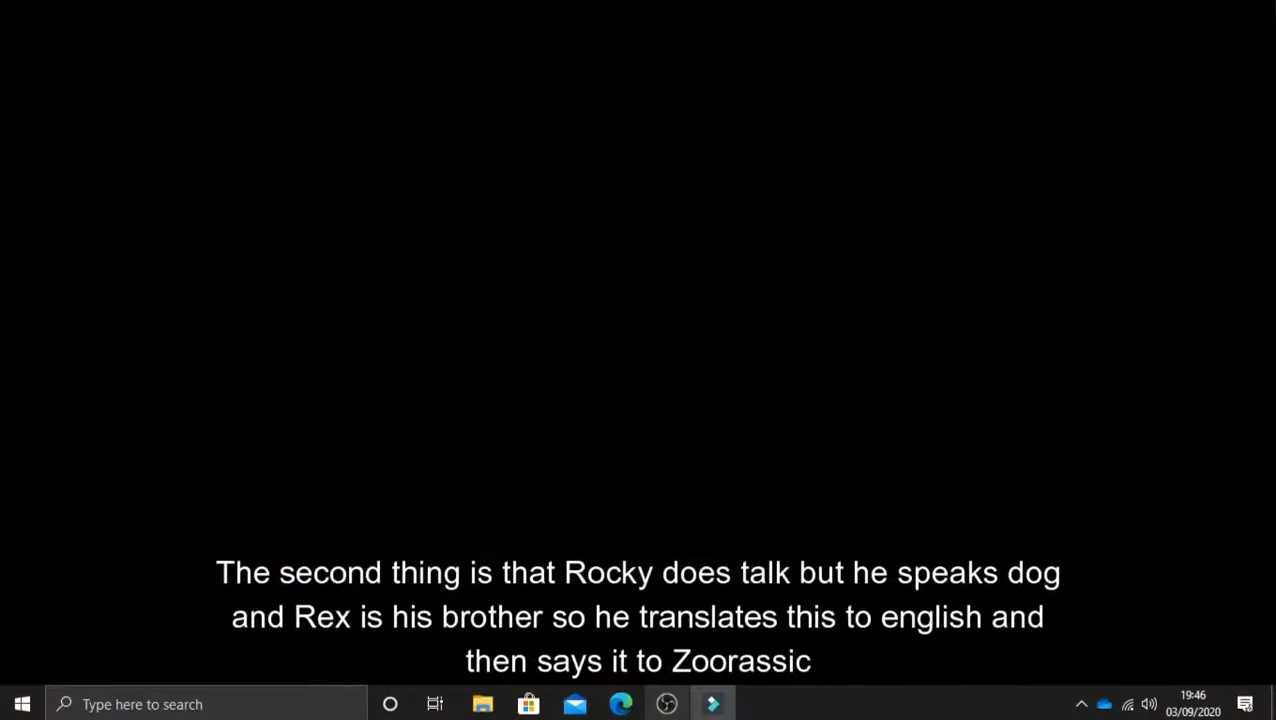 The second thing is that Rocky does talk but he speaks dog
and Rex is his brother so he translates this to english and
then says it to Zoorassic
Type here to search
19:46
03/09/2020